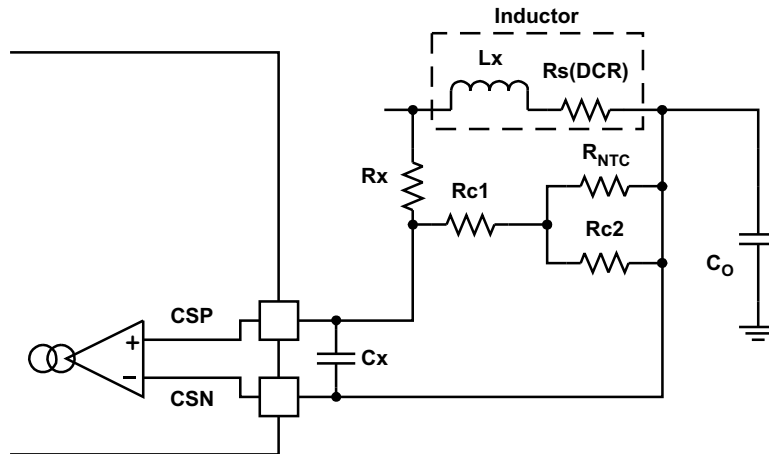 Inductor
Lx
Rs(DCR)
RNTC
Rx
Rc1
Rc2
CO
CSP
+
Cx
−
CSN